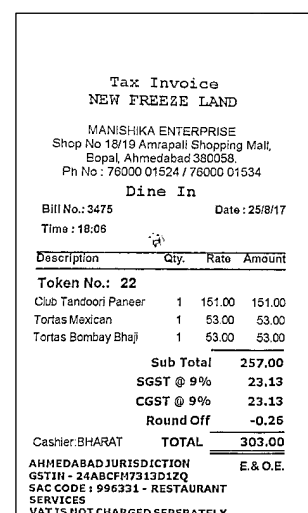 Tax Invoice
NEW FREEZE LAND
MANISHIKA ENTERPRISE
Shop No 18/19 Amrapali Shopping Mall,
Bopal, Ahmedabad 380058.
Ph No : 76000 01524 / 76000 01534
Dine In
Bill No.: 3475 Date : 25/8/17
Time : 18:06
Description Qty. Rate Amount
Token No.: 22
Club Tandoori Paneer 1 151.00 151.00
Tortas Mexican 1 53.00 53.00
Tortas Bombay Bhaji 1 53.00 53.00
Sub Total 257.00
SGST @ 9% 23.13
CGST @ 9% 23.13
Round Off -0.26
Cashier:BHARAT TOTAL 303.00
AHMEDABAD JURISDICTION E.& O.E.
GSTIN - 24ABCFM7313D1ZQ
SAC CODE : 996331 - RESTAURANT
SERVICES
VAT IS NOT CHARGED SEPERATELY